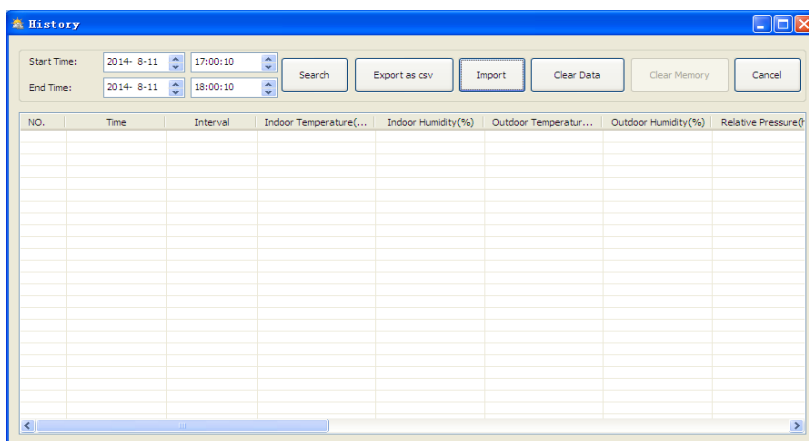 History
Start Time: 2014- 8-11 17:00:10
End Time: 2014- 8-11 18:00:10
Search Export as csv Import Clear Data Clear Memory Cancel
NO. Time Interval Indoor Temperature(... Indoor Humidity(%) Outdoor Temperatur... Outdoor Humidity(%) Relative Pressure(h